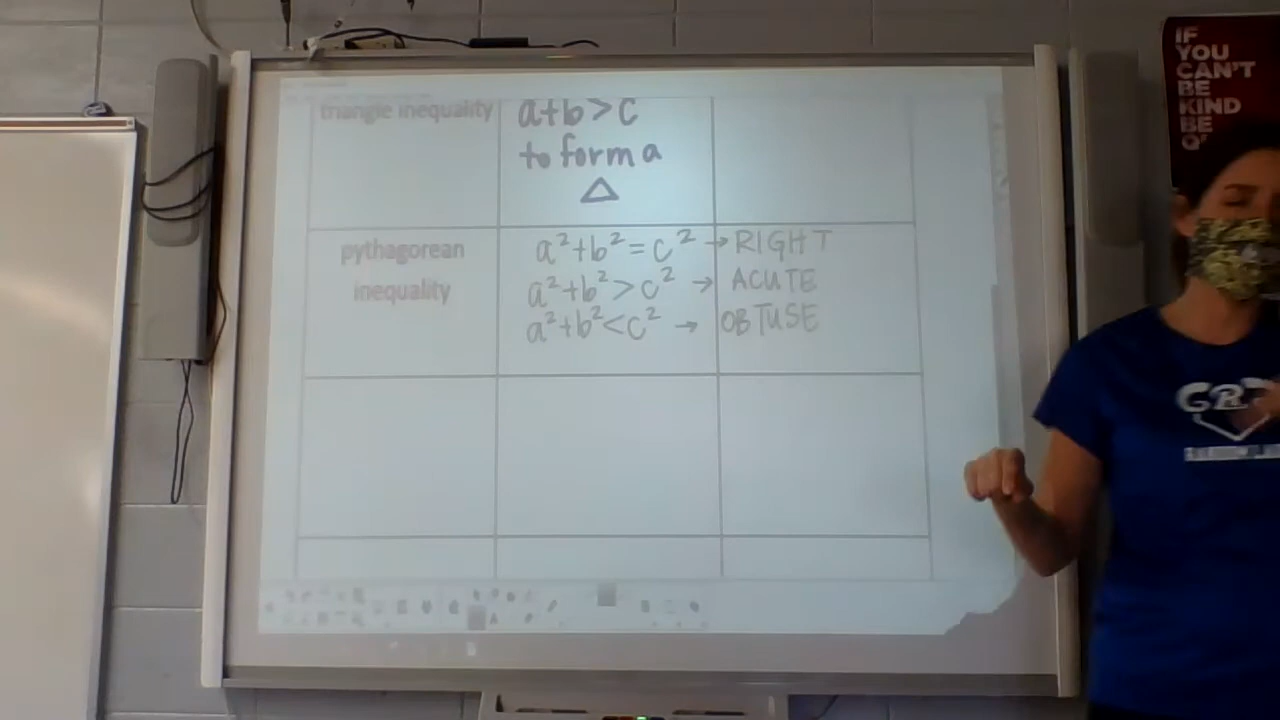 IF
YOU
CAN'T
BE
KIND
BE
triangle inequality
a+b>c
to form a
△
pythagorean
inequality
a²+b²=c² → RIGHT
a²+b²>c² → ACUTE
a²+b²<c² → OBTUSE